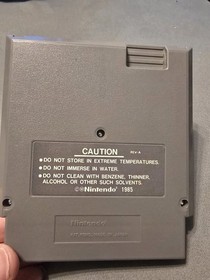 CAUTION REV-A
● DO NOT STORE IN EXTREME TEMPERATURES.
● DO NOT IMMERSE IN WATER.
● DO NOT CLEAN WITH BENZENE, THINNER,
ALCOHOL OR OTHER SUCH SOLVENTS.
©®Nintendo® 1985
Nintendo